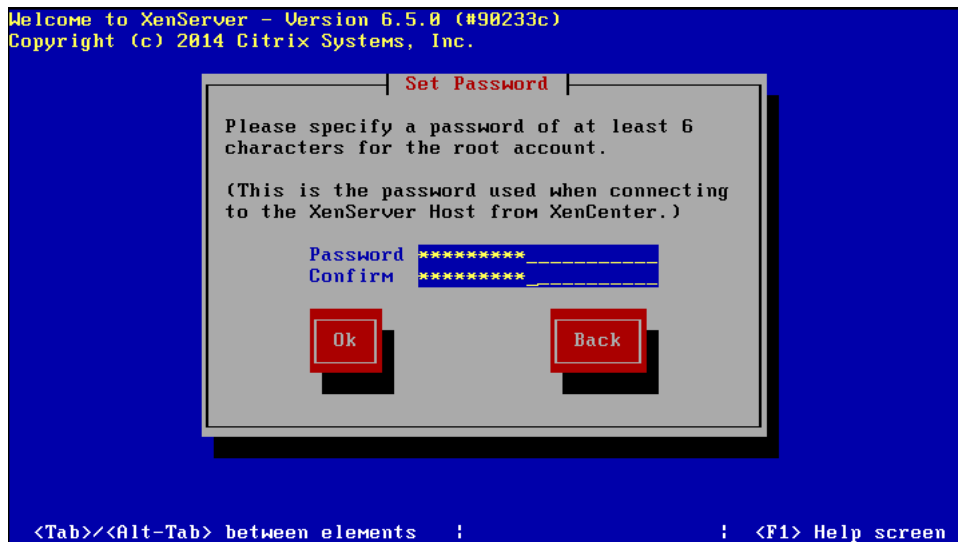 Welcome to XenServer - Version 6.5.0 (#90233c)
Copyright (c) 2014 Citrix Systems, Inc.
Set Password
Please specify a password of at least 6
characters for the root account.
(This is the password used when connecting
to the XenServer Host from XenCenter.)
Password *********___________
Confirm *********___________
Ok Back
<Tab>/<Alt-Tab> between elements | | <F1> Help screen